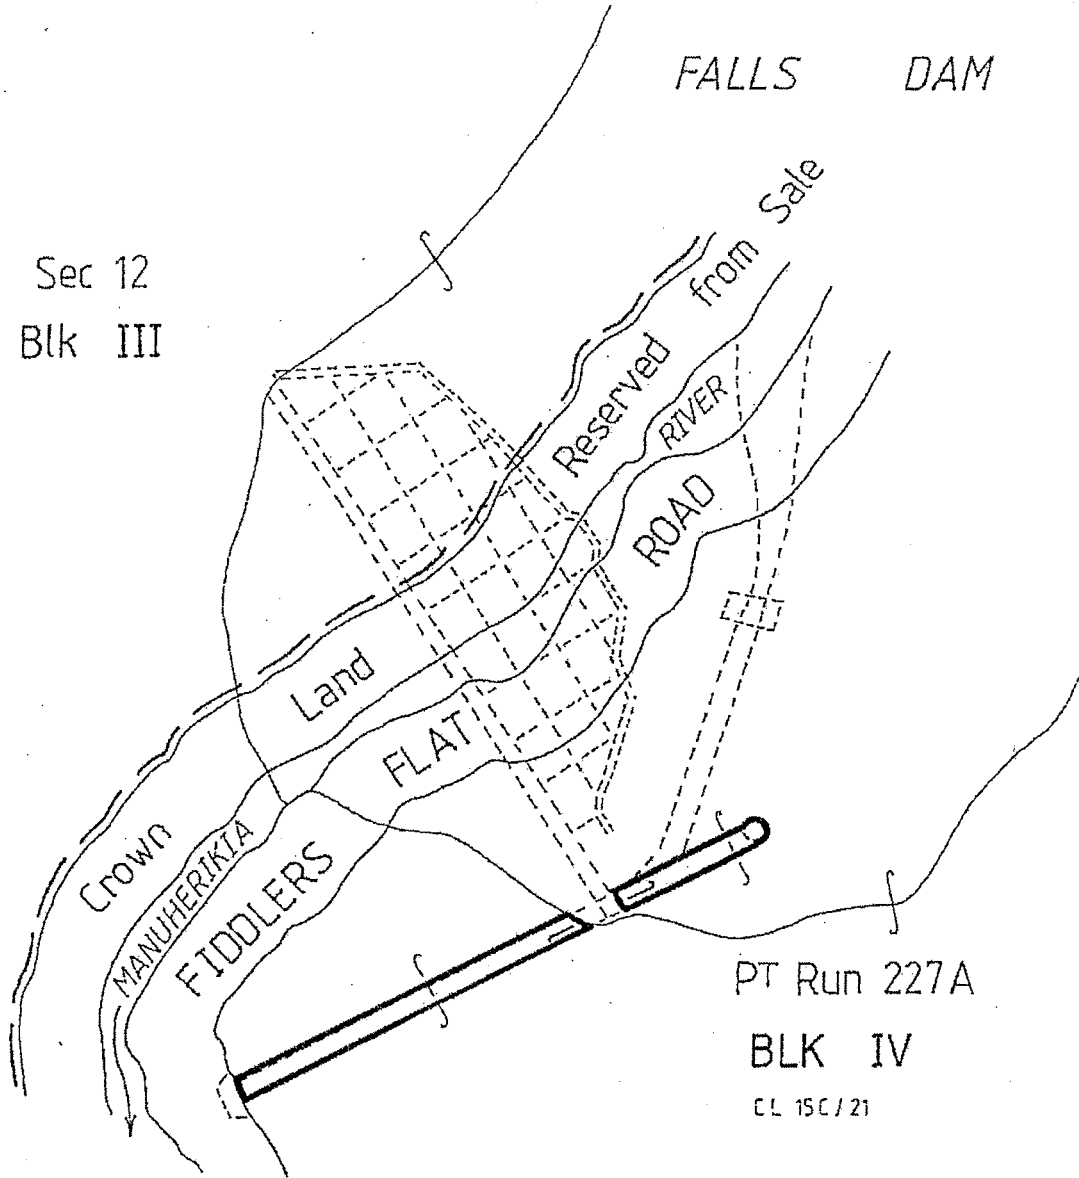 FALLS DAM
Sec 12
Blk III
Crown Land Reserved from Sale
MANUHERIKIA RIVER
FIDDLERS FLAT ROAD
PT Run 227A
BLK IV
CL 15C/21